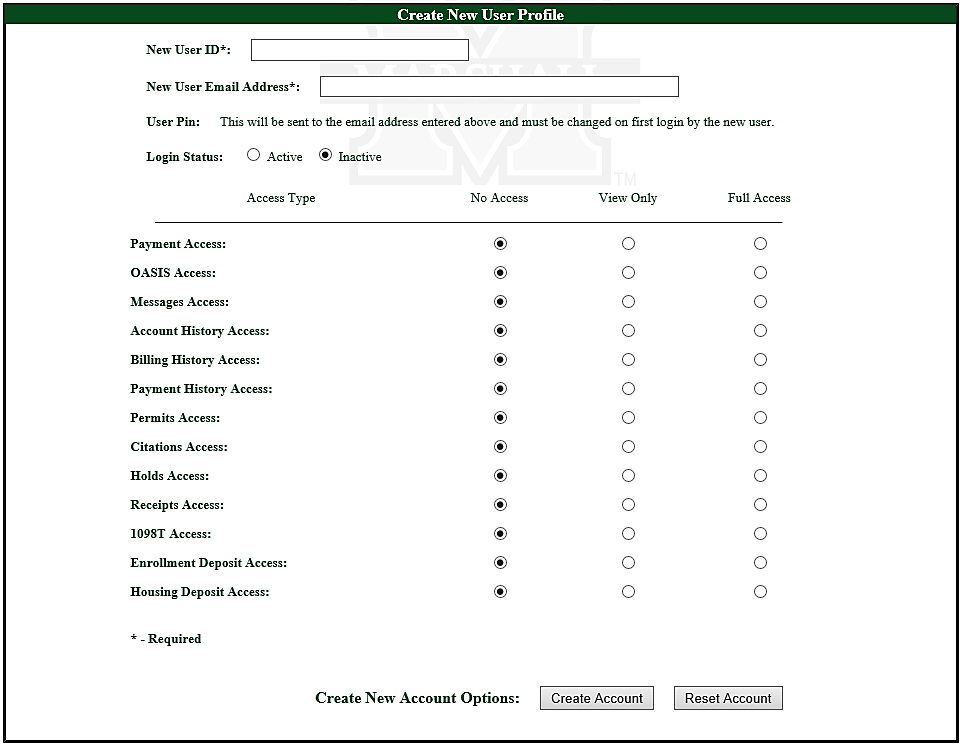 Create New User Profile
MARSHALL
New User ID*:
New User Email Address*:
User Pin: This will be sent to the email address entered above and must be changed on first login by the new user.
Login Status: Active Inactive
TM
Access Type No Access View Only Full Access
Payment Access:
OASIS Access:
Messages Access:
Account History Access:
Billing History Access:
Payment History Access:
Permits Access:
Citations Access:
Holds Access:
Receipts Access:
1098T Access:
Enrollment Deposit Access:
Housing Deposit Access:
* - Required
Create New Account Options: Create Account Reset Account